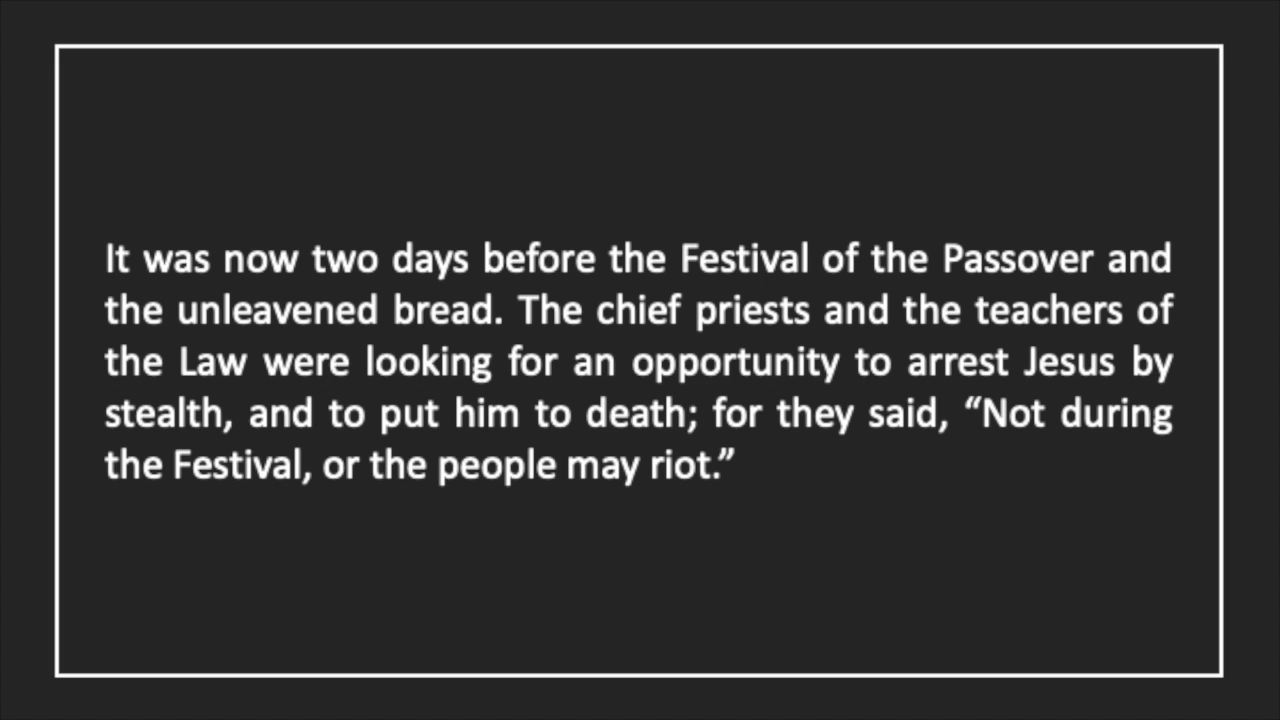 It was now two days before the Festival of the Passover and
the unleavened bread. The chief priests and the teachers of
the Law were looking for an opportunity to arrest Jesus by
stealth, and to put him to death; for they said, “Not during
the Festival, or the people may riot.”